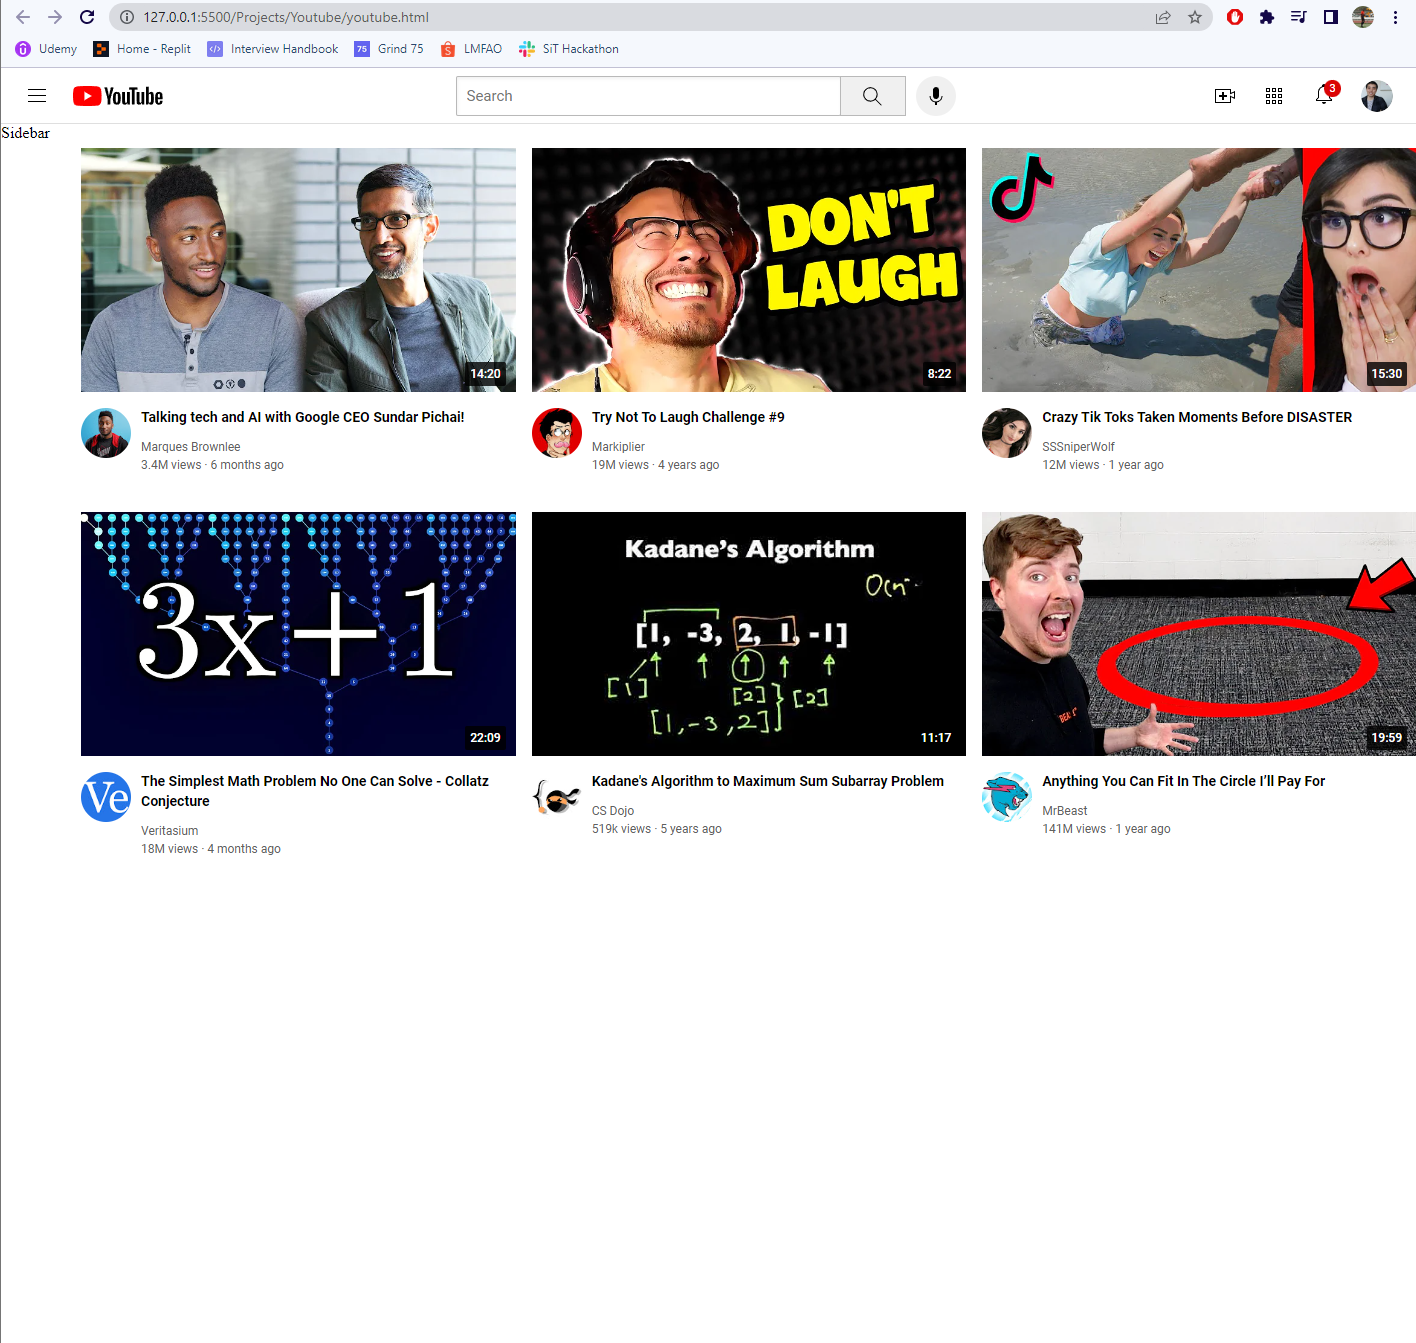 127.0.0.1:5500/Projects/Youtube/youtube.html
Udemy
Home - Replit
Interview Handbook
75
Grind 75
LMFAO
SiT Hackathon
YouTube
Search
3
Sidebar
14:20
DON'T
LAUGH
8:22
15:30
Talking tech and AI with Google CEO Sundar Pichai!
Marques Brownlee
3.4M views · 6 months ago
Try Not To Laugh Challenge #9
Markiplier
19M views · 4 years ago
Crazy Tik Toks Taken Moments Before DISASTER
SSSniperWolf
12M views · 1 year ago
3x+1
22:09
Kadane's Algorithm
[1, -3, 2, 1, -1]
[1]
[2]
[2]
[1,-3,2]
11:17
19:59
Ve
The Simplest Math Problem No One Can Solve - Collatz
Conjecture
Veritasium
18M views · 4 months ago
Kadane's Algorithm to Maximum Sum Subarray Problem
CS Dojo
519k views · 5 years ago
Anything You Can Fit In The Circle I’ll Pay For
MrBeast
141M views · 1 year ago